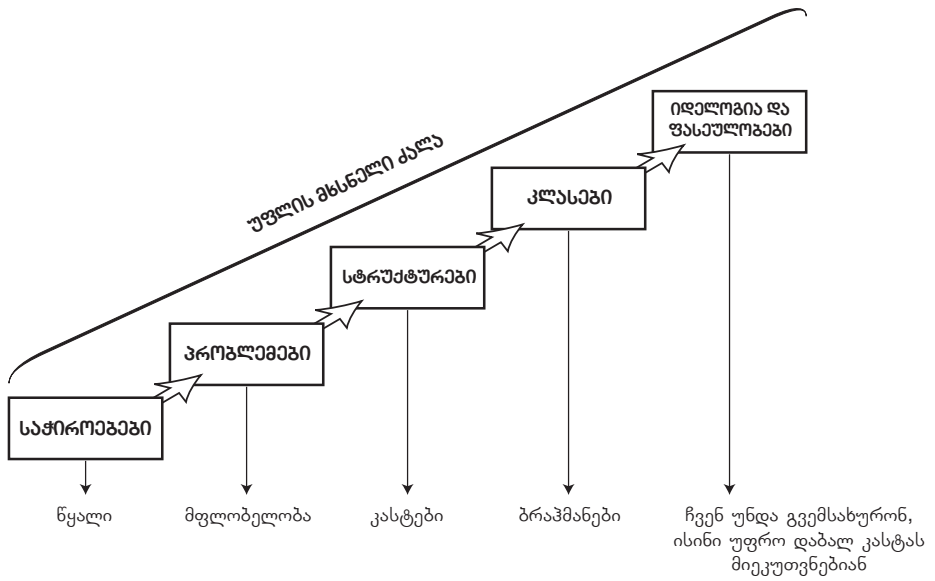 იდეოლოგია და
ფასეულობები
უფლის მხსნელი ძალა
კლასები
სტრუქტურები
პრობლემები
საჭიროებები
წყალი
მფლობელობა
კასტები
ბრაჰმანები
ჩვენ უნდა გვემსახურონ,
ისინი უფრო დაბალ კასტას
მიეკუთვნებიან